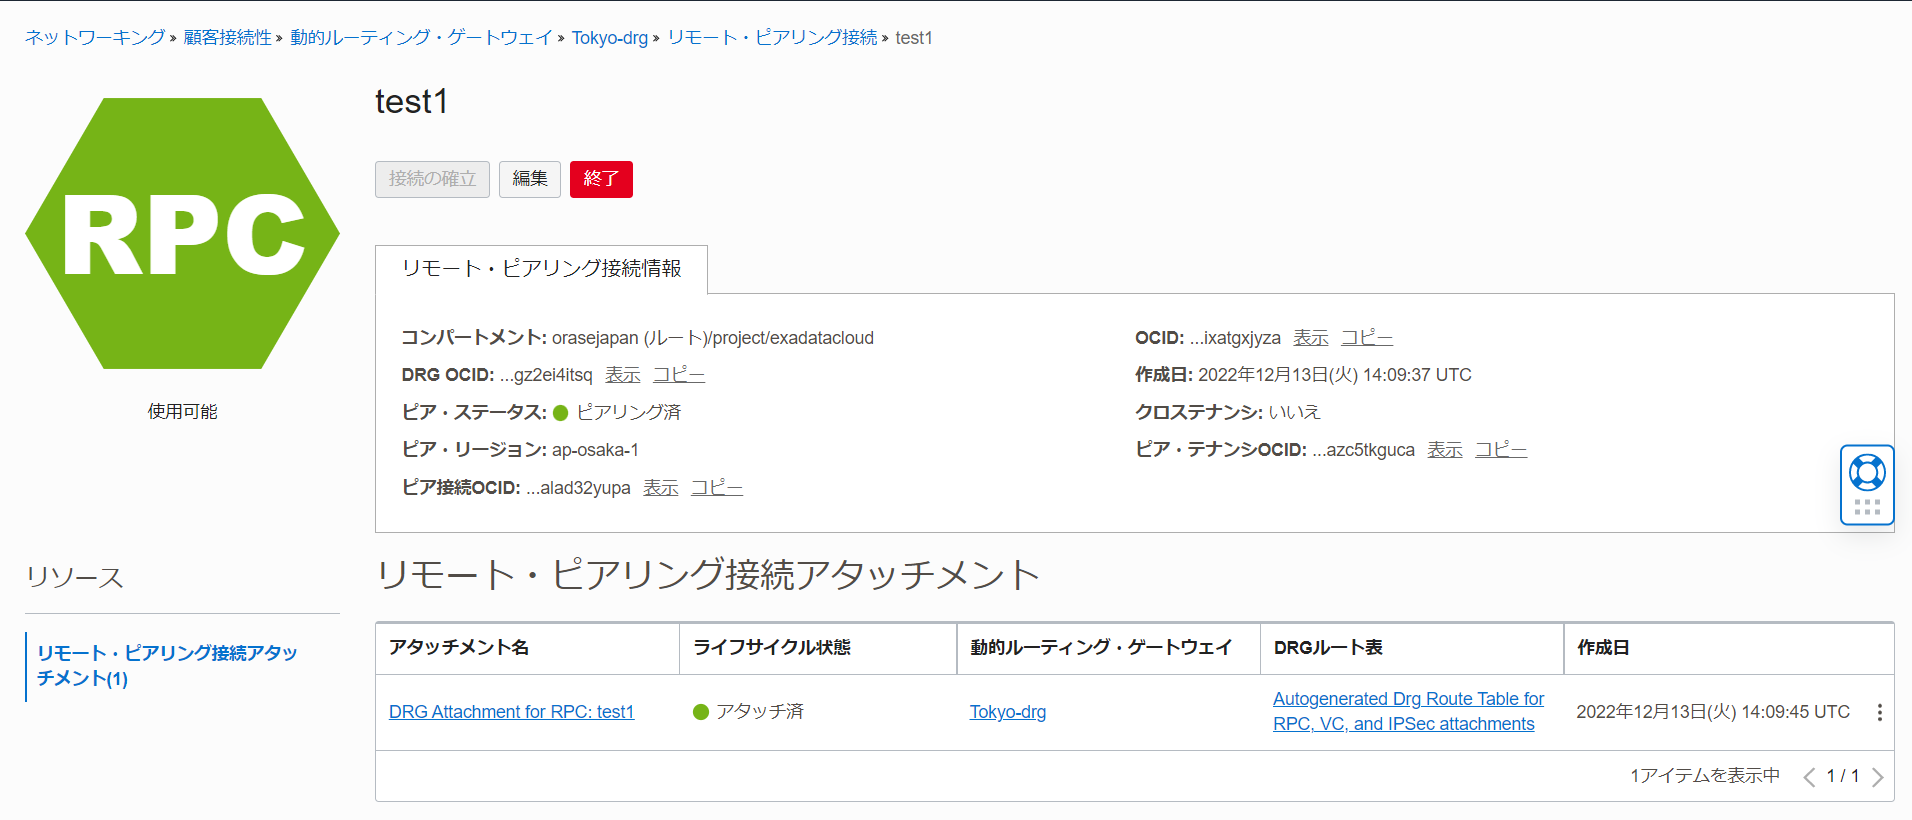 ネットワーキング » 顧客接続性 » 動的ルーティング・ゲートウェイ » Tokyo-drg » リモート・ピアリング接続 » test1
RPC
使用可能
test1
接続の確立 編集 終了
リモート・ピアリング接続情報
コンパートメント: orasejapan (ルート)/project/exadatacloud
DRG OCID: ...gz2ei4itsq 表示 コピー
ピア・ステータス: ピアリング済
ピア・リージョン: ap-osaka-1
ピア接続OCID: ...alad32yupa 表示 コピー
OCID: ...ixatgxjyza 表示 コピー
作成日: 2022年12月13日(火) 14:09:37 UTC
クロステナンシ: いいえ
ピア・テナンシOCID: ...azc5tkguca 表示 コピー
リソース
リモート・ピアリング接続アタッ
チメント(1)
リモート・ピアリング接続アタッチメント
アタッチメント名 ライフサイクル状態 動的ルーティング・ゲートウェイ DRGルート表 作成日
DRG Attachment for RPC: test1 アタッチ済 Tokyo-drg Autogenerated Drg Route Table for
RPC, VC, and IPSec attachments 2022年12月13日(火) 14:09:45 UTC
1アイテムを表示中 1 / 1